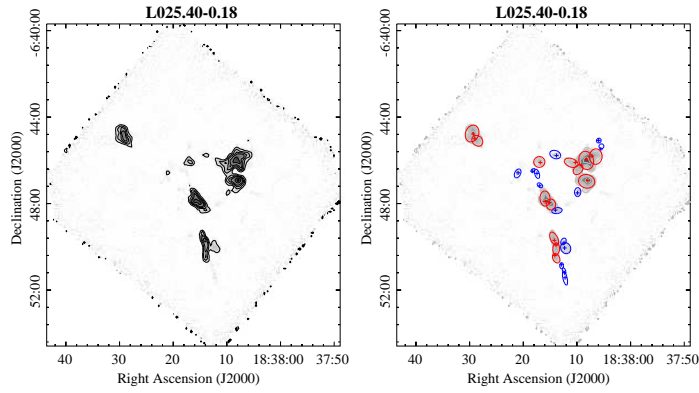 L025.40-0.18
L025.40-0.18
-6:40:00
44:00
48:00
52:00
Declination (J2000)
Declination (J2000)
-6:40:00
44:00
48:00
52:00
40 30 20 10 18:38:00 37:50
40 30 20 10 18:38:00 37:50
Right Ascension (J2000)
Right Ascension (J2000)